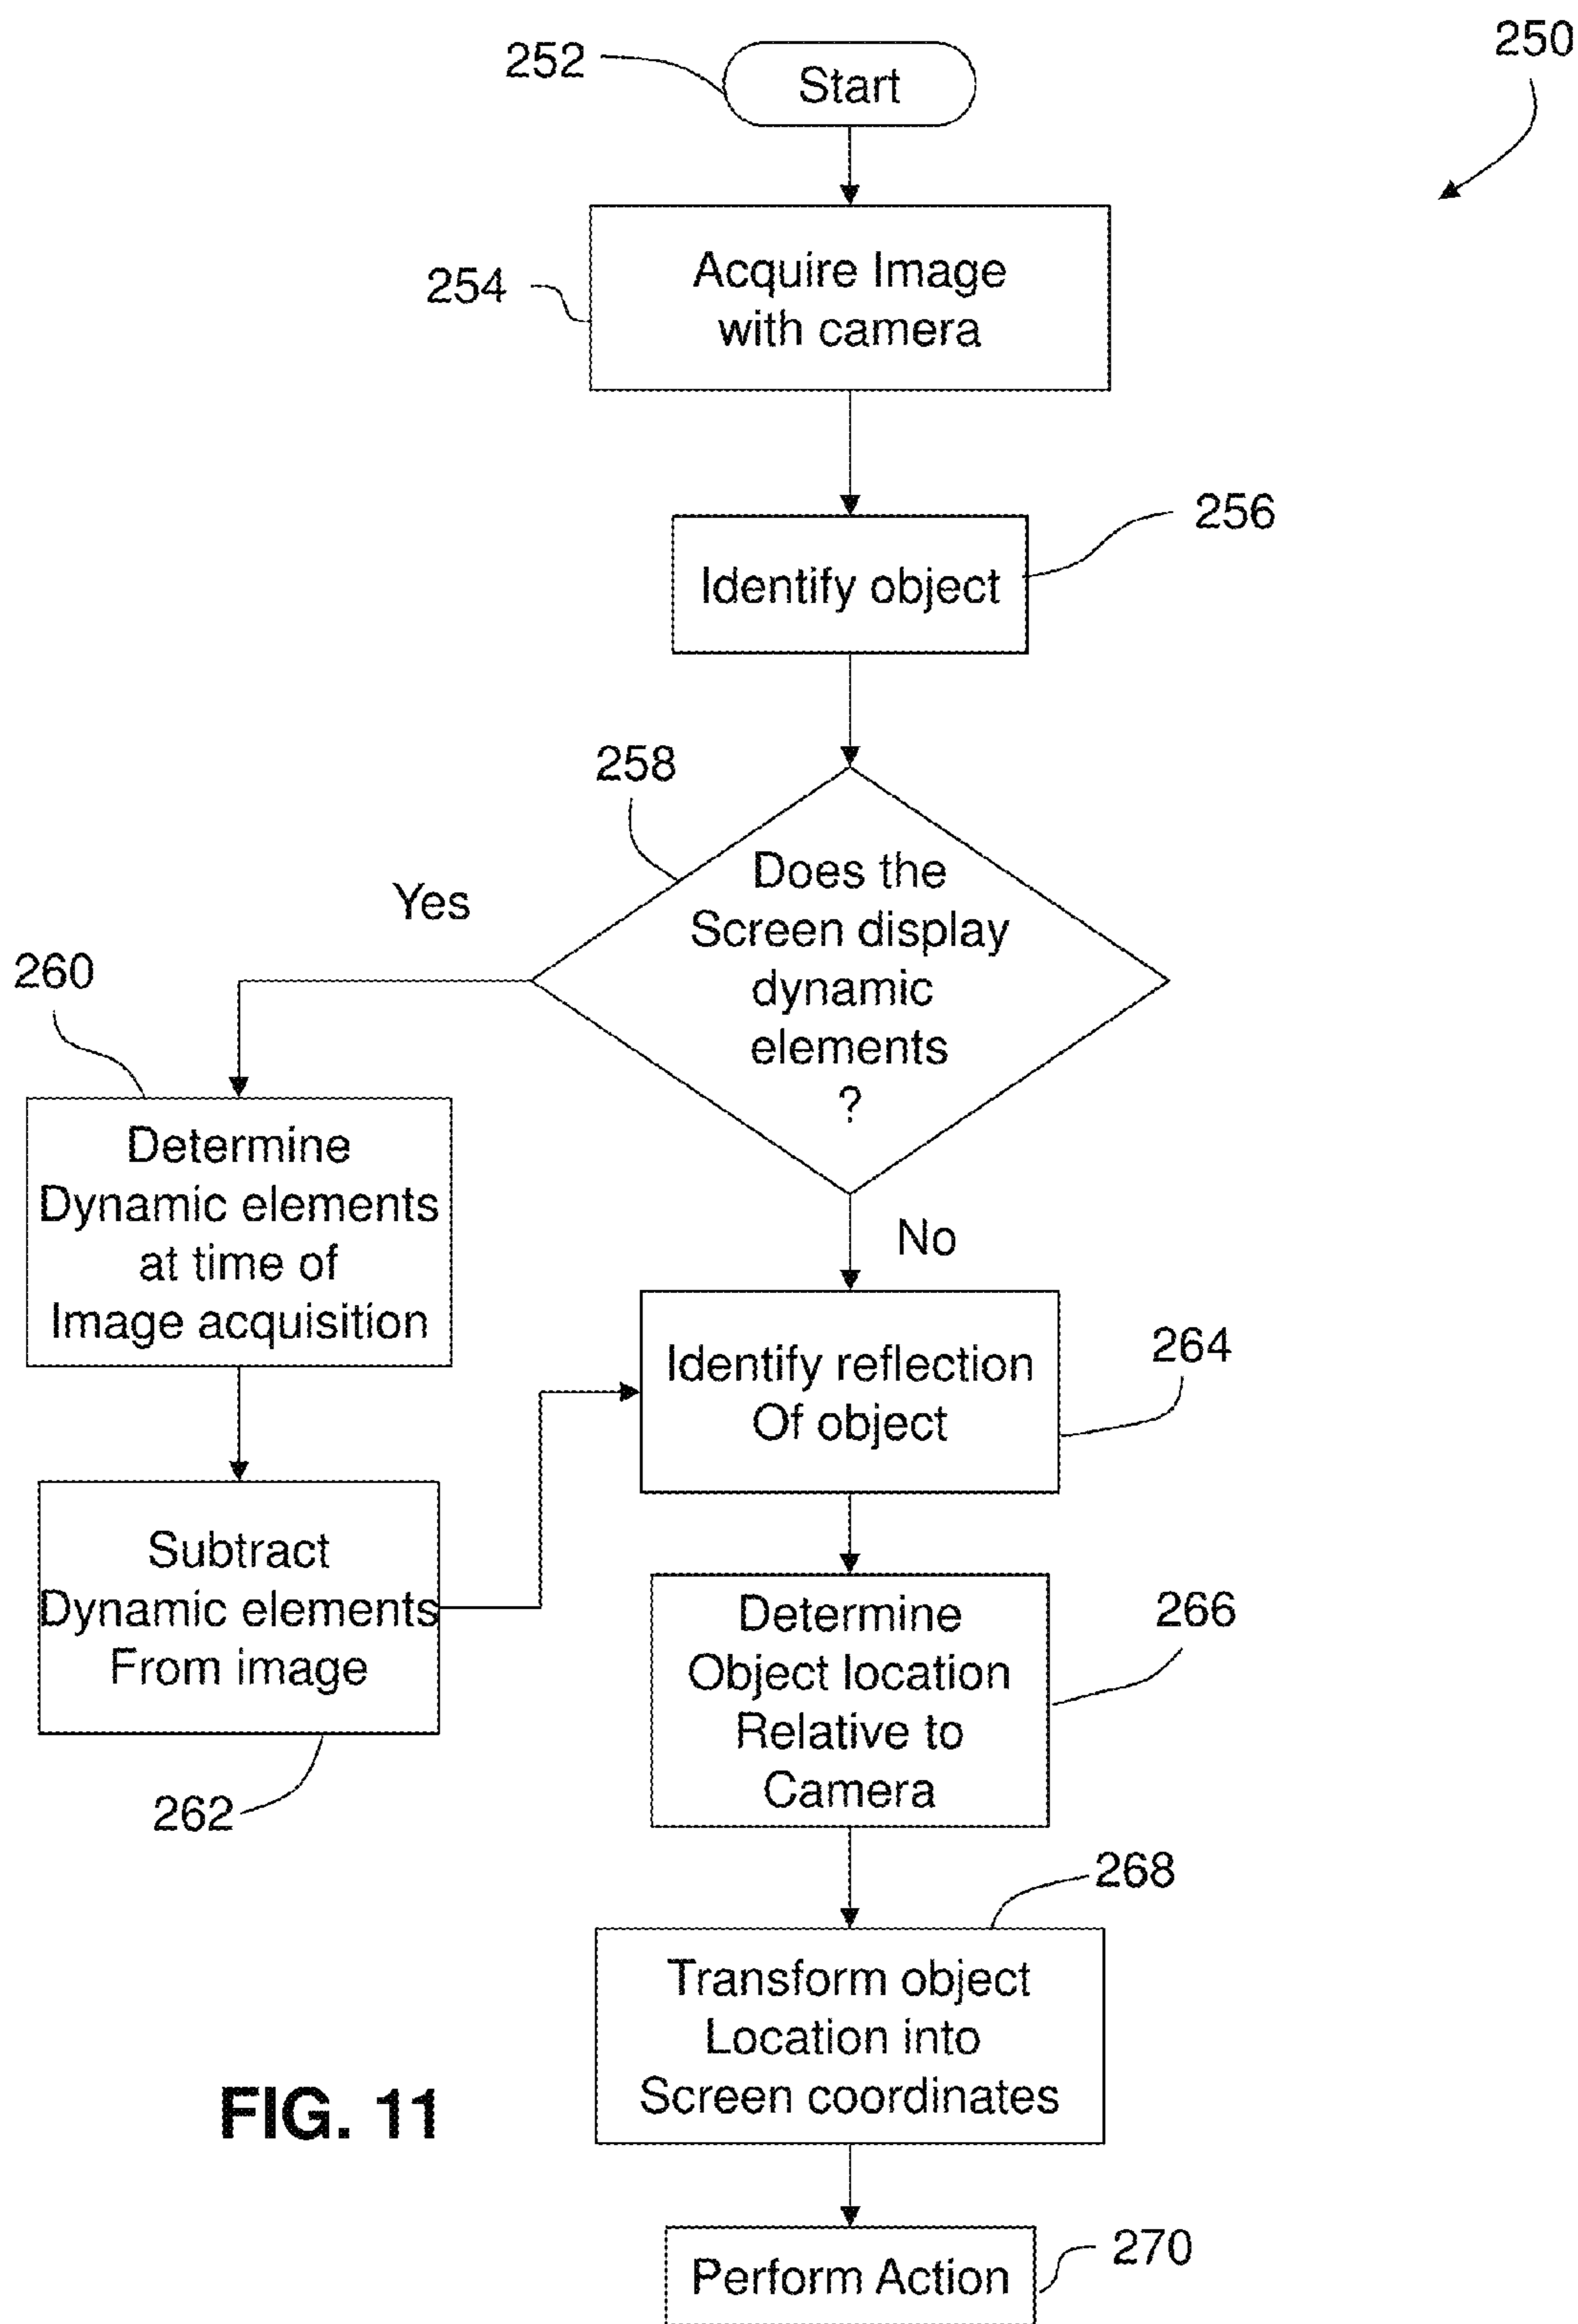 250
252
Start
254
Acquire Image
with camera
256
Identify object
258
Does the
Screen display
dynamic
elements
?
Yes
No
260
Determine
Dynamic elements
at time of
Image acquisition
Subtract
Dynamic elements
From image
262
264
Identify reflection
Of object
266
Determine
Object location
Relative to
Camera
268
Transform object
Location into
Screen coordinates
270
Perform Action
FIG. 11